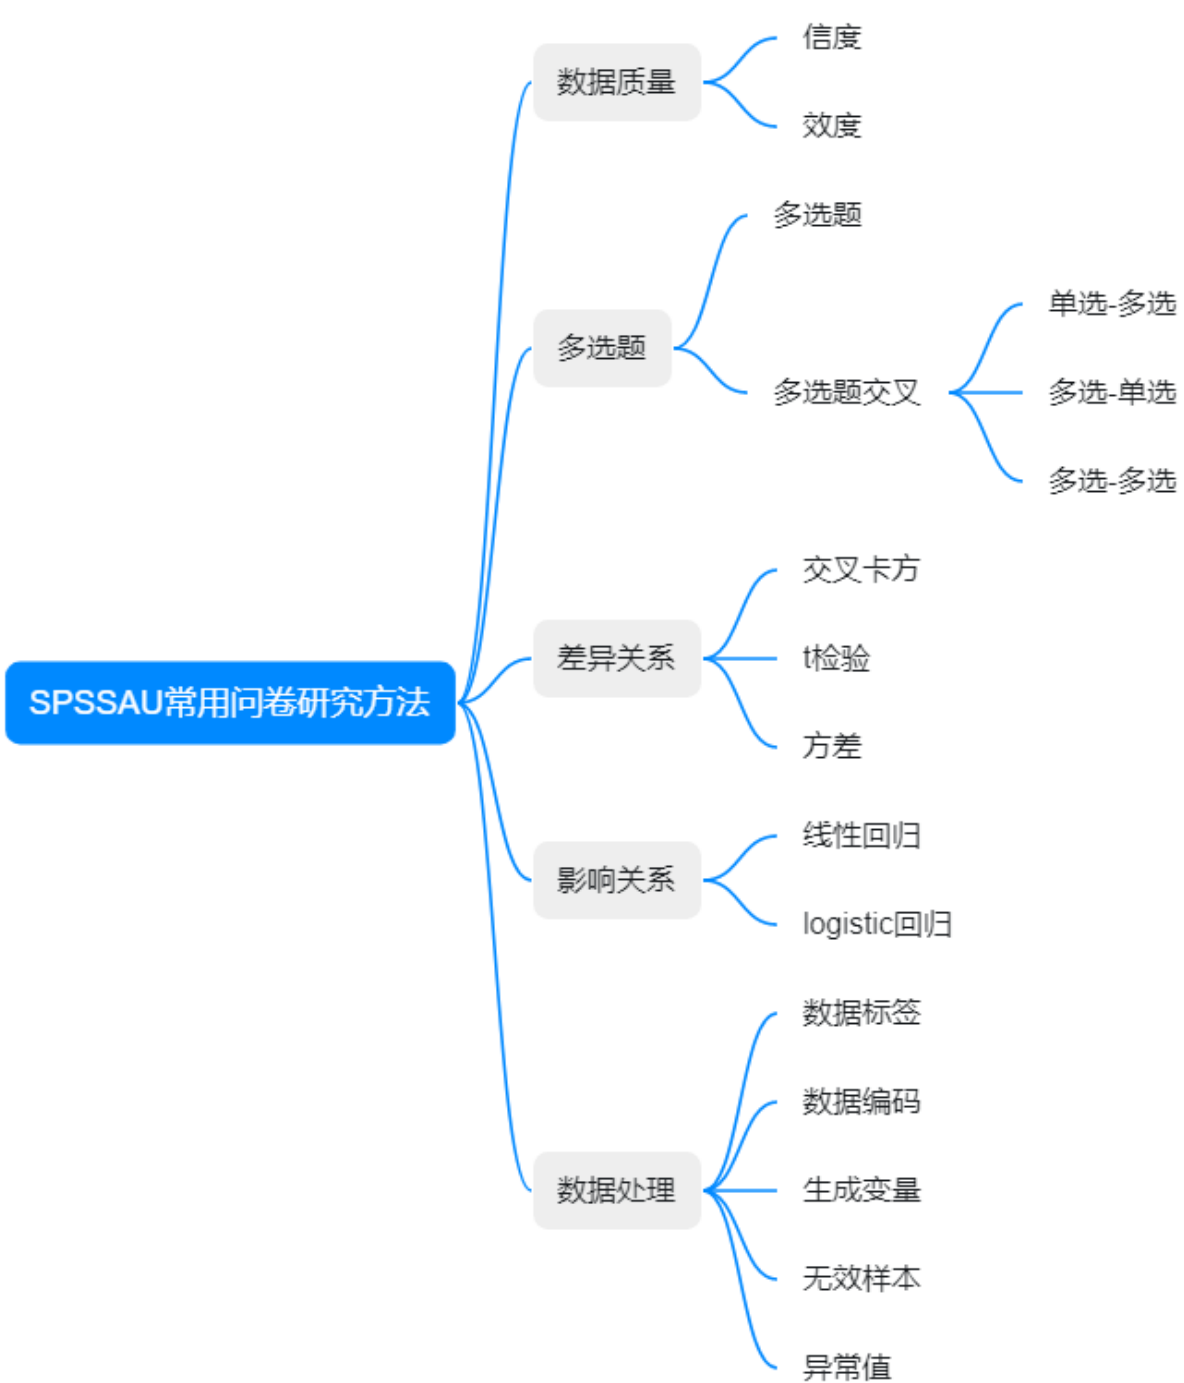 SPSSAU常用问卷研究方法
数据质量
信度
效度
多选题
多选题
多选题交叉
单选-多选
多选-单选
多选-多选
差异关系
交叉卡方
t检验
方差
影响关系
线性回归
logistic回归
数据处理
数据标签
数据编码
生成变量
无效样本
异常值